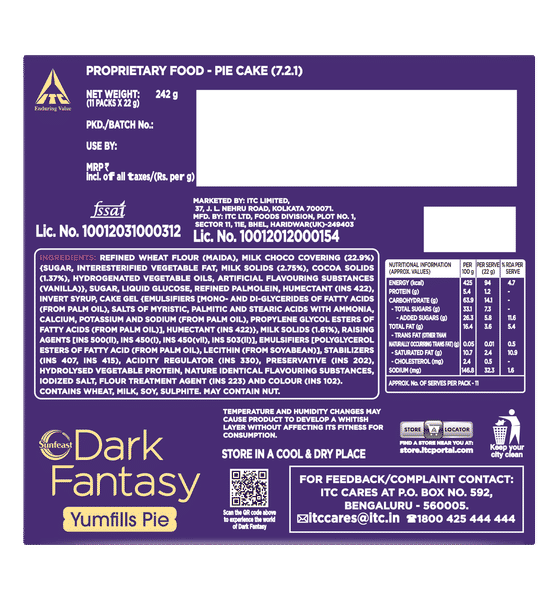 PROPRIETARY FOOD - PIE CAKE (7.2.1)
ITC
Enduring Value
NET WEIGHT: 242 g
(11 PACKS X 22 g)
PKD./BATCH No.:
USE BY:
MRP ₹
incl. of all taxes/(Rs. per g)
fssai
Lic. No. 10012031000312
MARKETED BY: ITC LIMITED,
37, J. L. NEHRU ROAD, KOLKATA 700071.
MFD. BY: ITC LTD, FOODS DIVISION, PLOT NO. 1,
SECTOR 11, IIE, BHEL, HARIDWAR(UK)-249403
Lic. No. 10012012000154
INGREDIENTS: REFINED WHEAT FLOUR (MAIDA), MILK CHOCO COVERING (22.9%)
{SUGAR, INTERESTERIFIED VEGETABLE FAT, MILK SOLIDS (2.75%), COCOA SOLIDS
(1.37%), HYDROGENATED VEGETABLE OILS, ARTIFICIAL FLAVOURING SUBSTANCES
(VANILLA)}, SUGAR, LIQUID GLUCOSE, REFINED PALMOLEIN, HUMECTANT (INS 422),
INVERT SYRUP, CAKE GEL {EMULSIFIERS [MONO- AND DI-GLYCERIDES OF FATTY ACIDS
(FROM PALM OIL), SALTS OF MYRISTIC, PALMITIC AND STEARIC ACIDS WITH AMMONIA,
CALCIUM, POTASSIUM AND SODIUM (FROM PALM OIL), PROPYLENE GLYCOL ESTERS OF
FATTY ACIDS (FROM PALM OIL)], HUMECTANT (INS 422)}, MILK SOLIDS (1.61%), RAISING
AGENTS [INS 500(II), INS 450(I), INS 450(vII), INS 503(II)], EMULSIFIERS [POLYGLYCEROL
ESTERS OF FATTY ACIDS (FROM PALM OIL), LECITHIN (FROM SOYABEAN)], STABILIZERS
(INS 407, INS 415), ACIDITY REGULATOR (INS 330), PRESERVATIVE (INS 202),
HYDROLYSED VEGETABLE PROTEIN, NATURE IDENTICAL FLAVOURING SUBSTANCES,
IODIZED SALT, FLOUR TREATMENT AGENT (INS 223) AND COLOUR (INS 102).
CONTAINS WHEAT, MILK, SOY, SULPHITE. MAY CONTAIN NUT.
NUTRITIONAL INFORMATION (APPROX. VALUES) PER 100 g PER SERVE (22 g) % RDA PER SERVE
ENERGY (kcal) 425 94 4.7
PROTEIN (g) 5.4 1.2 -
CARBOHYDRATE (g) 63.9 14.1 -
- TOTAL SUGARS (g) 33.1 7.3 -
- ADDED SUGARS (g) 26.3 5.8 11.6
TOTAL FAT (g) 16.4 3.6 5.4
- TRANS FAT (OTHER THAN
NATURALLY OCCURRING TRANS FAT) (g) 0.05 0.01 0.5
- SATURATED FAT (g) 10.7 2.4 10.9
- CHOLESTEROL (mg) 2.4 0.5 -
SODIUM (mg) 146.8 32.3 1.6
APPROX. NO. OF SERVES PER PACK - 11
TEMPERATURE AND HUMIDITY CHANGES MAY
CAUSE PRODUCT TO DEVELOP A WHITISH
LAYER WITHOUT AFFECTING ITS FITNESS FOR
CONSUMPTION.
STORE IN A COOL & DRY PLACE
STORE LOCATOR
FIND A STORE NEAR YOU AT:
store.itcportal.com
Keep your
city clean
Sunfeast
Dark
Fantasy
Yumfills Pie
Scan the QR code above
to experience the world
of Dark Fantasy
FOR FEEDBACK/COMPLAINT CONTACT:
ITC CARES AT P.O. BOX NO. 592,
BENGALURU - 560005.
✉itccares@itc.in ☎1800 425 444 444